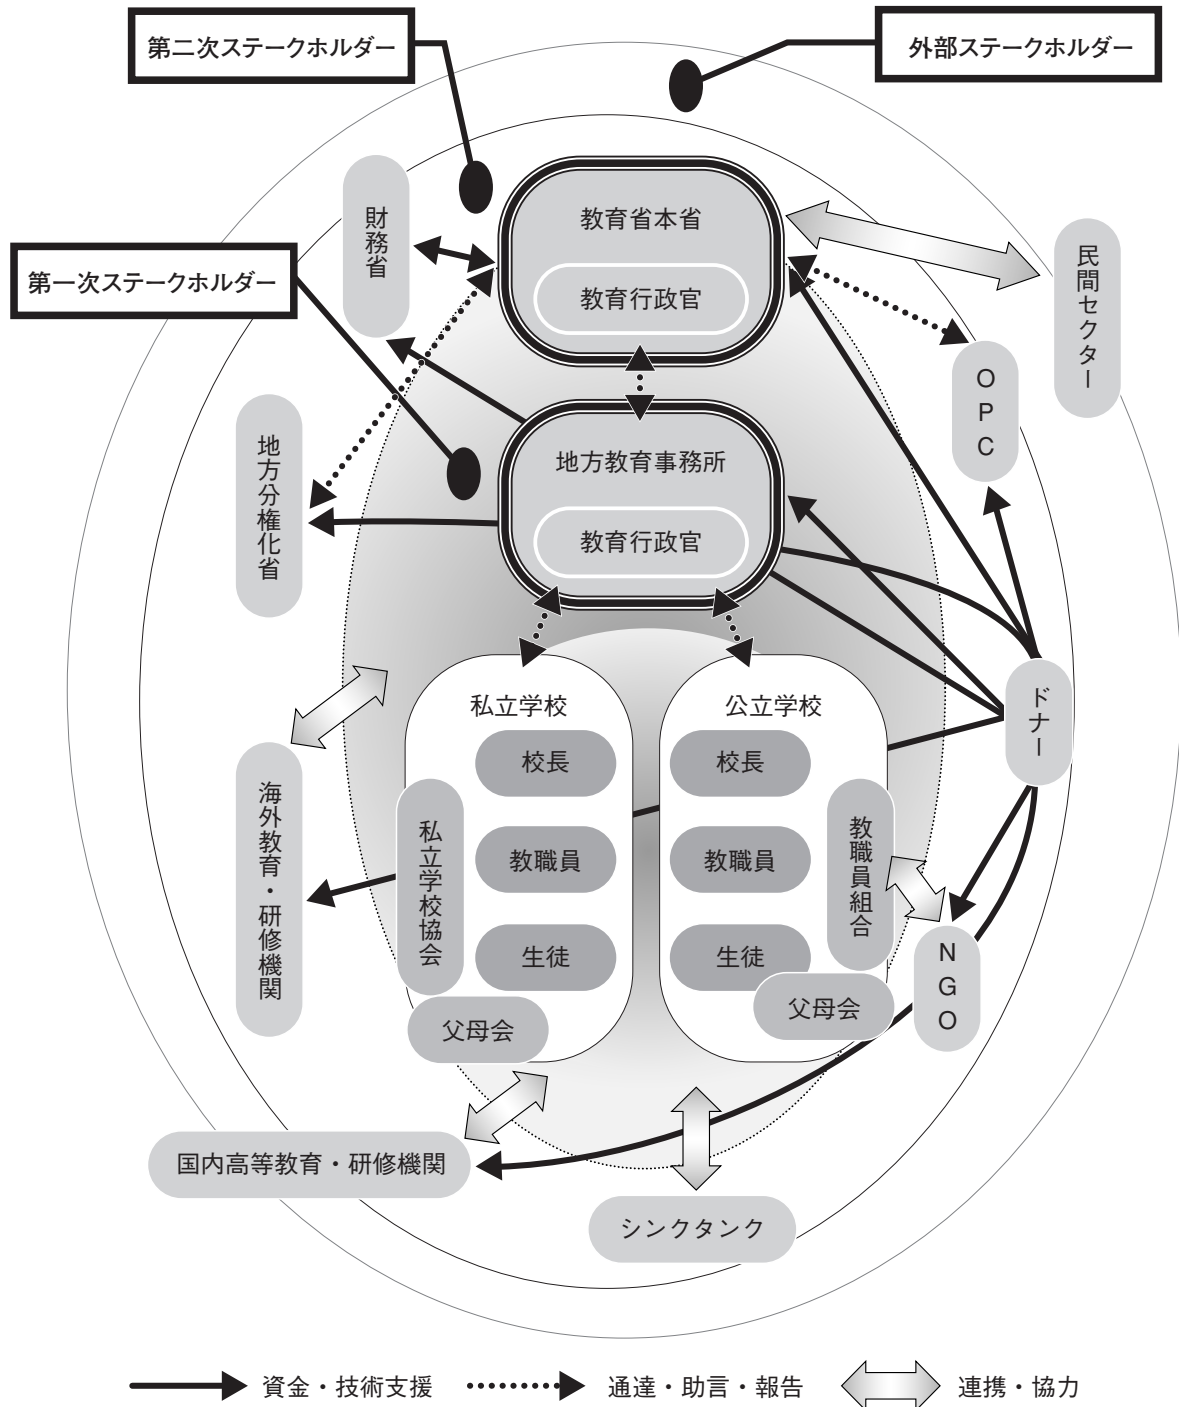 第二次ステークホルダー
外部ステークホルダー
教育省本省
教育行政官
財務省
民間セクター
第一次ステークホルダー
OPC
地方教育事務所
教育行政官
地方分権化省
ドナー
私立学校
校長
教職員
生徒
私立学校協会
父母会
公立学校
校長
教職員
生徒
教職員組合
父母会
海外教育・研修機関
NGO
国内高等教育・研修機関
シンクタンク
資金・技術支援
通達・助言・報告
連携・協力